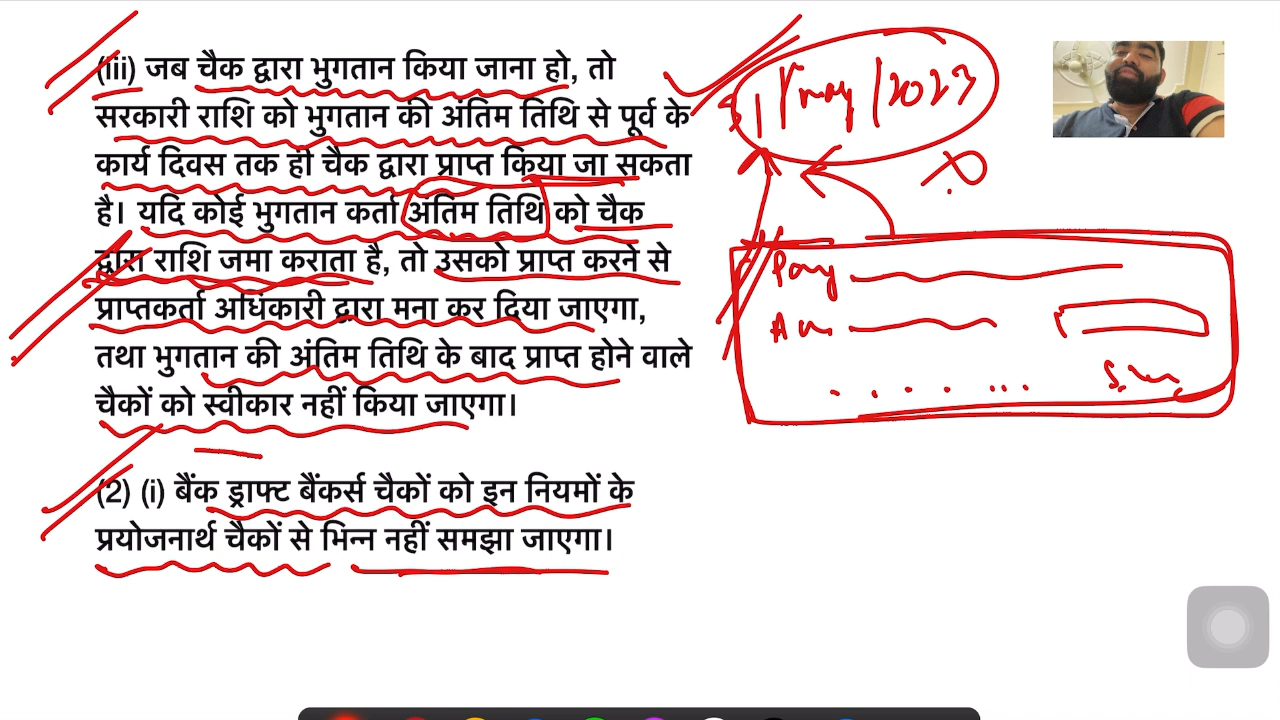 (iii) जब चैक द्वारा भुगतान किया जाना हो, तो
सरकारी राशि को भुगतान की अंतिम तिथि से पूर्व के
कार्य दिवस तक ही चैक द्वारा प्राप्त किया जा सकता
है। यदि कोई भुगतान कर्ता अंतिम तिथि को चैक
द्वारा राशि जमा कराता है, तो उसको प्राप्त करने से
प्राप्तकर्ता अधिकारी द्वारा मना कर दिया जाएगा,
तथा भुगतान की अंतिम तिथि के बाद प्राप्त होने वाले
चैकों को स्वीकार नहीं किया जाएगा।
(2) (i) बैंक ड्राफ्ट बैंकर्स चैकों को इन नियमों के
प्रयोजनार्थ चैकों से भिन्न नहीं समझा जाएगा।
31/may/2023
Pay